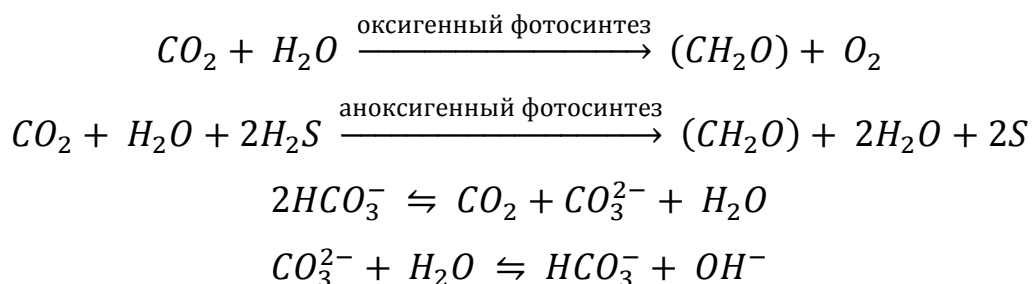 CO₂ + H₂O оксигенный фотосинтез → (CH₂O) + O₂
CO₂ + H₂O + 2H₂S аноксигенный фотосинтез → (CH₂O) + 2H₂O + 2S
2HCO₃⁻ ⇋ CO₂ + CO₃²⁻ + H₂O
CO₃²⁻ + H₂O ⇋ HCO₃⁻ + OH⁻